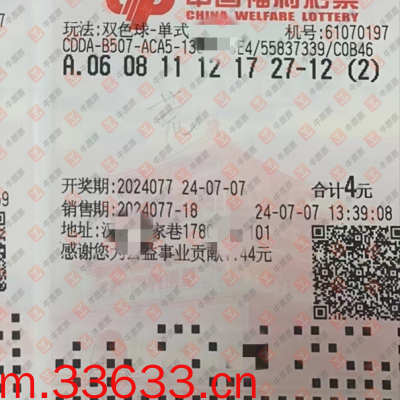 中国福利彩票
CHINA WELFARE LOTTERY
玩法:双色球-单式 机号:61070197
CDDA-B507-ACA5-13 E4/55837339/C0B46
A.06 08 11 12 17 27-12 (2)
开奖期:2024077 24-07-07 合计4元
销售期:2024077-18 24-07-07 13:39:08
地址: 家巷178 101
感谢您为公益事业贡献1.44元
m.33633.cn